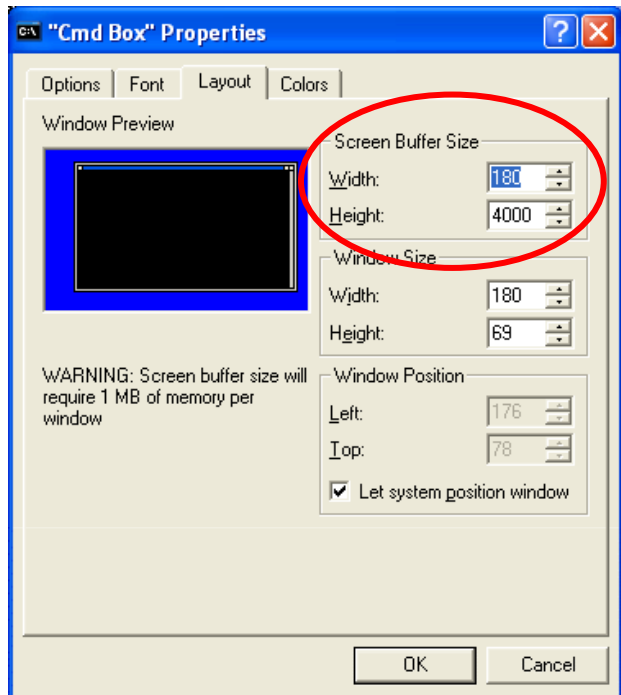 "Cmd Box" Properties
Options Font Layout Colors
Window Preview
Screen Buffer Size
Width: 180
Height: 4000
Window Size
Width: 180
Height: 69
WARNING: Screen buffer size will
require 1 MB of memory per
window
Window Position
Left: 176
Top: 78
Let system position window
OK Cancel